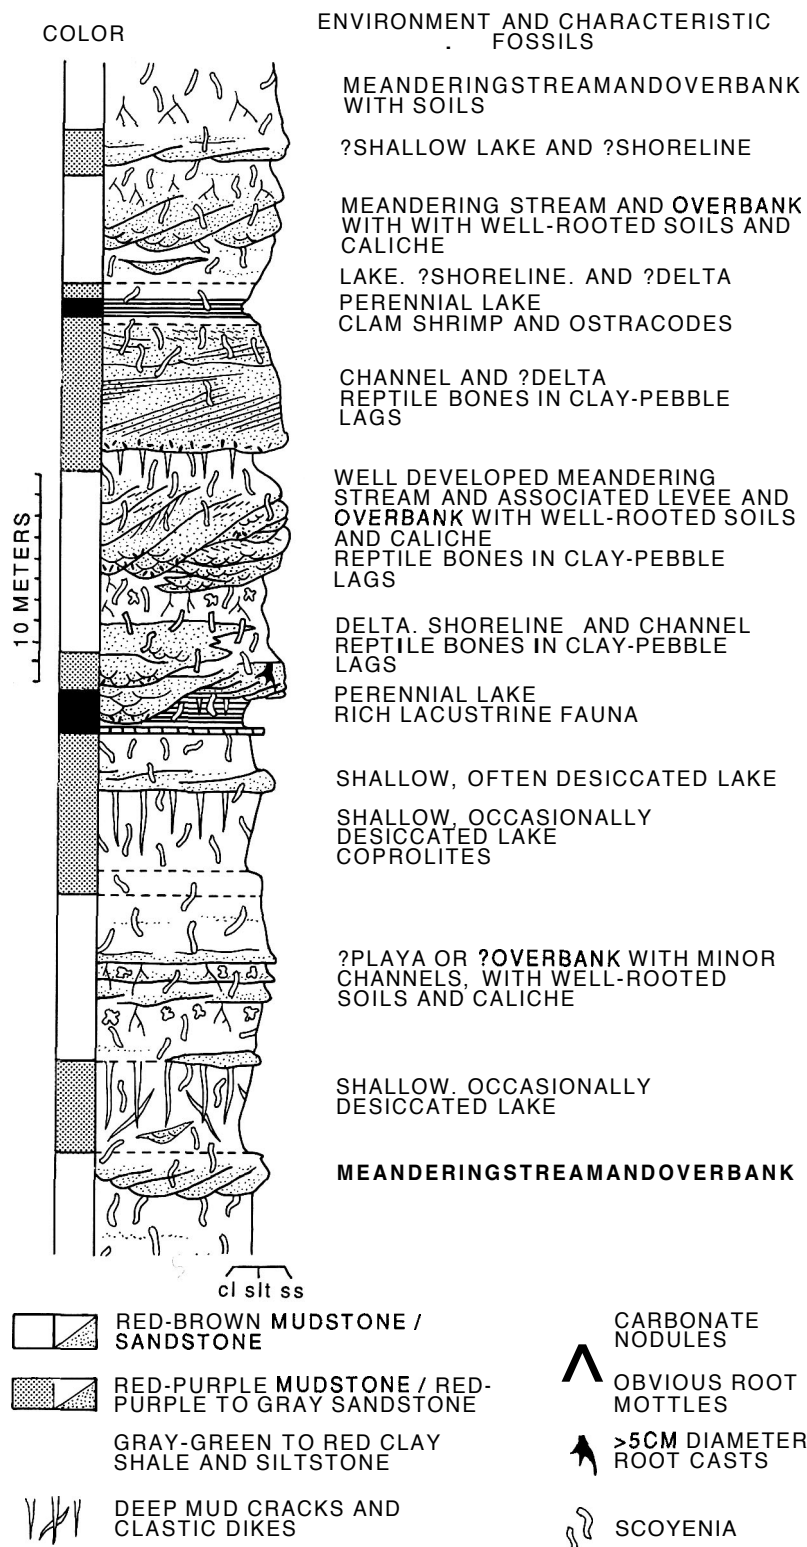 COLOR
ENVIRONMENT AND CHARACTERISTIC
. FOSSILS
MEANDERINGSTREAMANDOVERBANK
WITH SOILS
?SHALLOW LAKE AND ?SHORELINE
MEANDERING STREAM AND OVERBANK
WITH WITH WELL-ROOTED SOILS AND
CALICHE
LAKE. ?SHORELINE. AND ?DELTA
PERENNIAL LAKE
CLAM SHRIMP AND OSTRACODES
CHANNEL AND ?DELTA
REPTILE BONES IN CLAY-PEBBLE
LAGS
10 METERS
WELL DEVELOPED MEANDERING
STREAM AND ASSOCIATED LEVEE AND
OVERBANK WITH WELL-ROOTED SOILS
AND CALICHE
REPTILE BONES IN CLAY-PEBBLE
LAGS
DELTA. SHORELINE AND CHANNEL
REPTILE BONES IN CLAY-PEBBLE
LAGS
PERENNIAL LAKE
RICH LACUSTRINE FAUNA
SHALLOW, OFTEN DESICCATED LAKE
SHALLOW, OCCASIONALLY
DESICCATED LAKE
COPROLITES
?PLAYA OR ?OVERBANK WITH MINOR
CHANNELS, WITH WELL-ROOTED
SOILS AND CALICHE
SHALLOW. OCCASIONALLY
DESICCATED LAKE
MEANDERINGSTREAMANDOVERBANK
cl slt ss
RED-BROWN MUDSTONE /
SANDSTONE
RED-PURPLE MUDSTONE / RED-
PURPLE TO GRAY SANDSTONE
GRAY-GREEN TO RED CLAY
SHALE AND SILTSTONE
DEEP MUD CRACKS AND
CLASTIC DIKES
CARBONATE
NODULES
OBVIOUS ROOT
MOTTLES
>5CM DIAMETER
ROOT CASTS
SCOYENIA